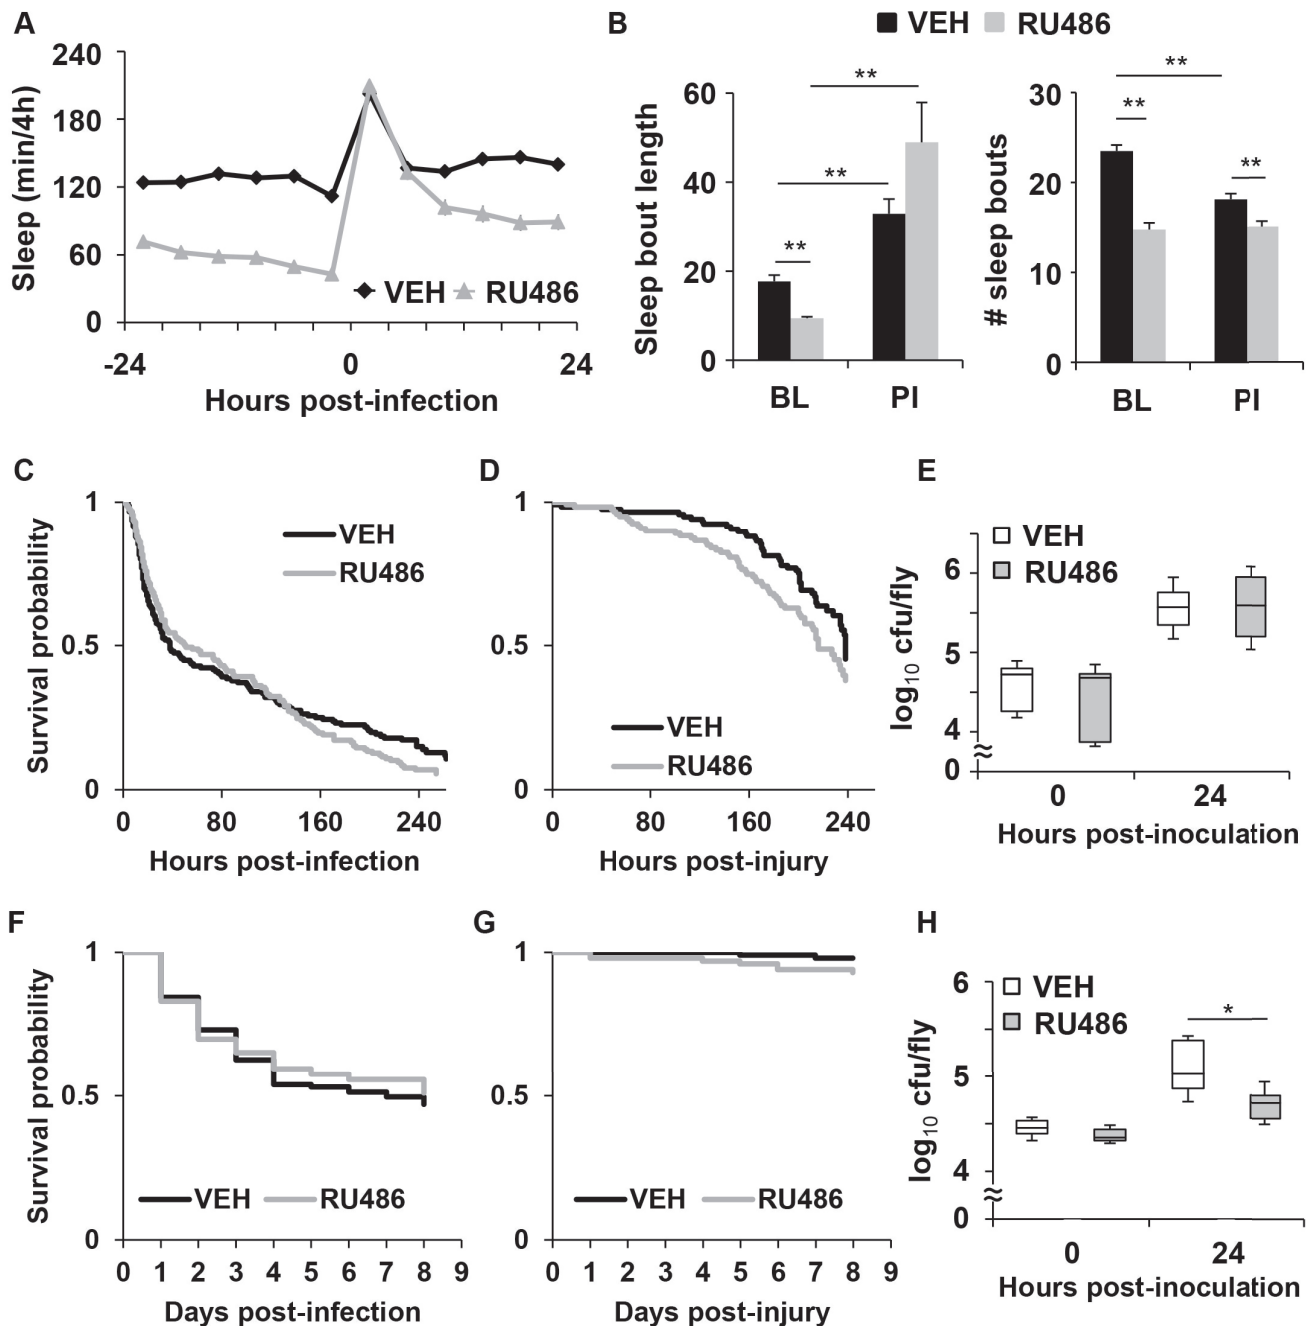 A
240
180
120
60
0
Sleep (min/4h)
VEH RU486
-24 0 24
Hours post-infection
B
VEH RU486
60
40
20
0
Sleep bout length
**
**
**
BL PI
30
20
10
0
# sleep bouts
**
**
**
BL PI
C
1
0.5
0
Survival probability
VEH
RU486
0 80 160 240
Hours post-infection
D
1
0.5
0
VEH
RU486
0 80 160 240
Hours post-injury
E
6
5
4
0
≈
log10 cfu/fly
VEH
RU486
0 24
Hours post-inoculation
F
1
0.5
0
Survival probability
VEH RU486
0 1 2 3 4 5 6 7 8 9
Days post-infection
G
1
0.5
0
VEH RU486
0 1 2 3 4 5 6 7 8 9
Days post-injury
H
6
5
4
0
≈
log10 cfu/fly
VEH
RU486
*
0 24
Hours post-inoculation